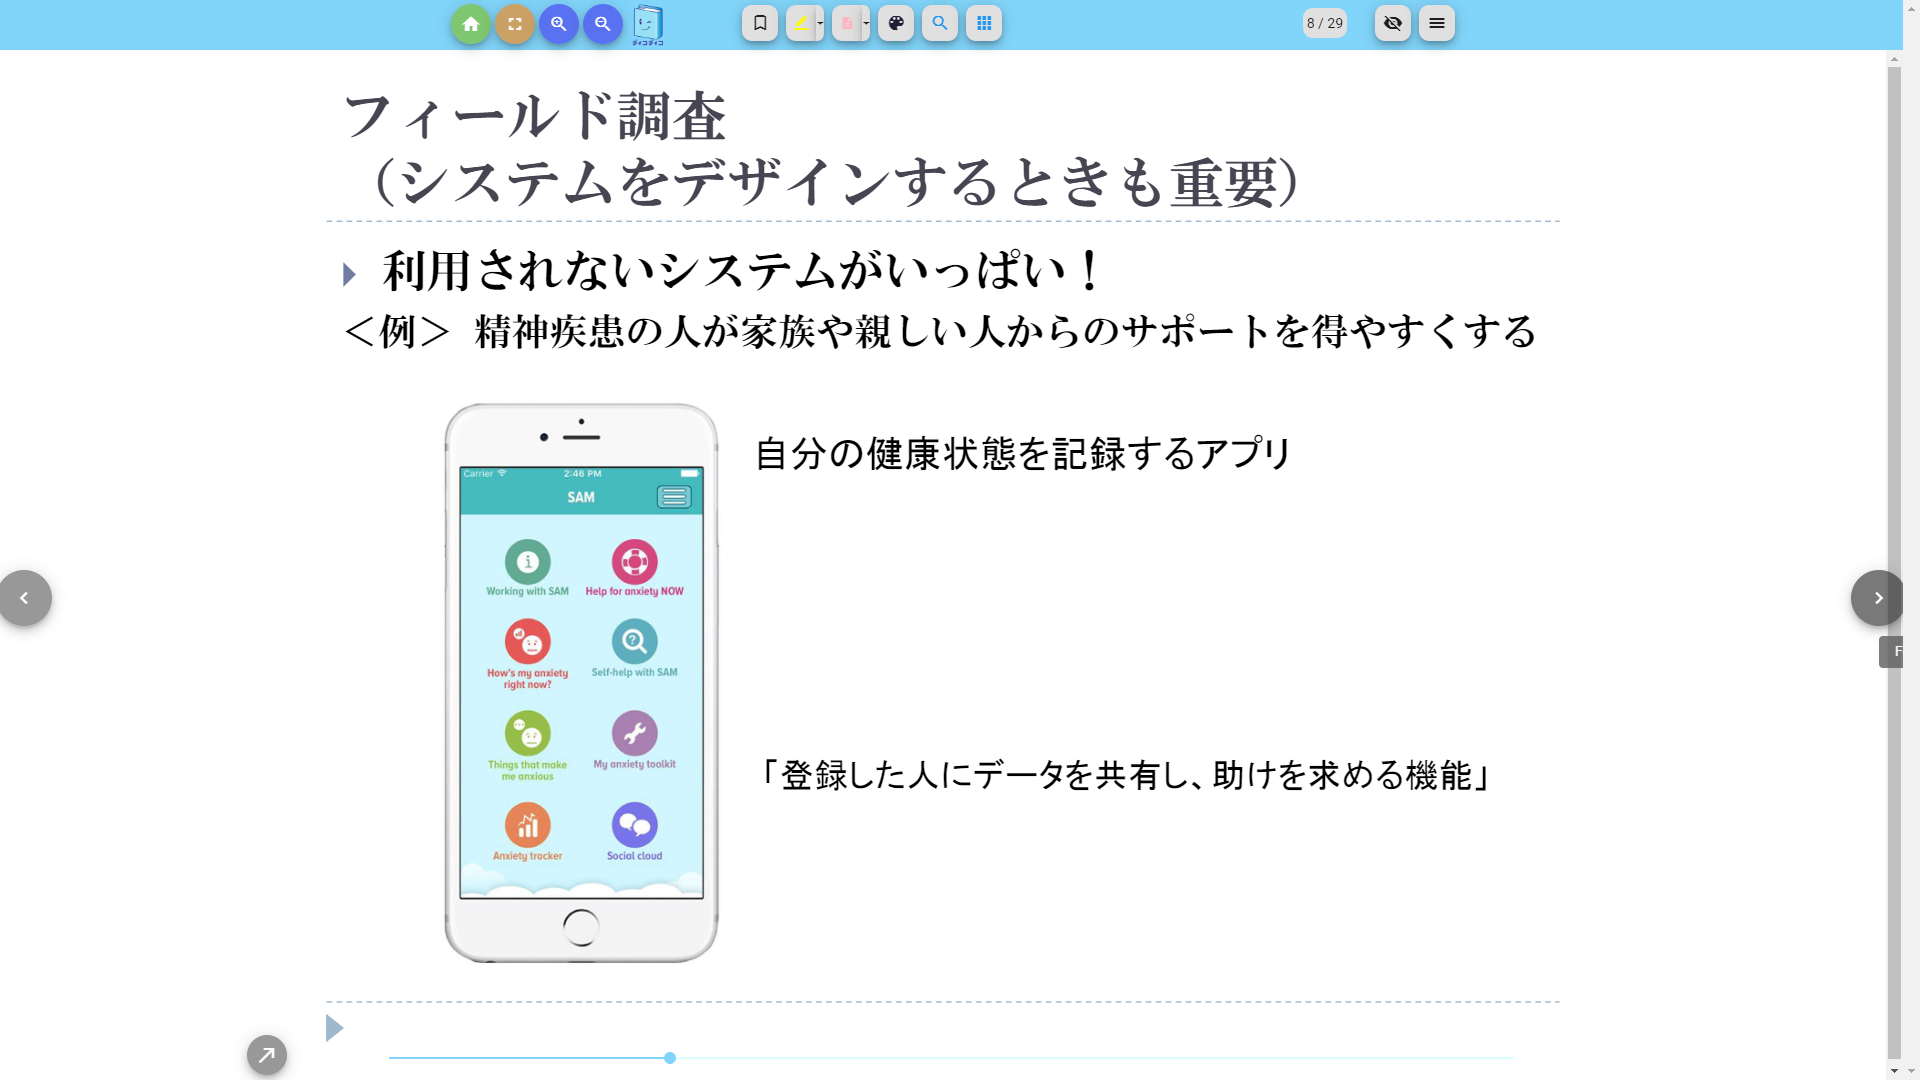 ダイコダイコ
8 / 29
フィールド調査
（システムをデザインするときも重要）
利用されないシステムがいっぱい！
＜例＞ 精神疾患の人が家族や親しい人からのサポートを得やすくする
自分の健康状態を記録するアプリ
Carrier 2:46 PM
SAM
Working with SAM
Help for anxiety NOW
How's my anxiety
right now?
Self-help with SAM
Things that make
me anxious
My anxiety toolkit
Anxiety tracker
Social cloud
「登録した人にデータを共有し、助けを求める機能」
F